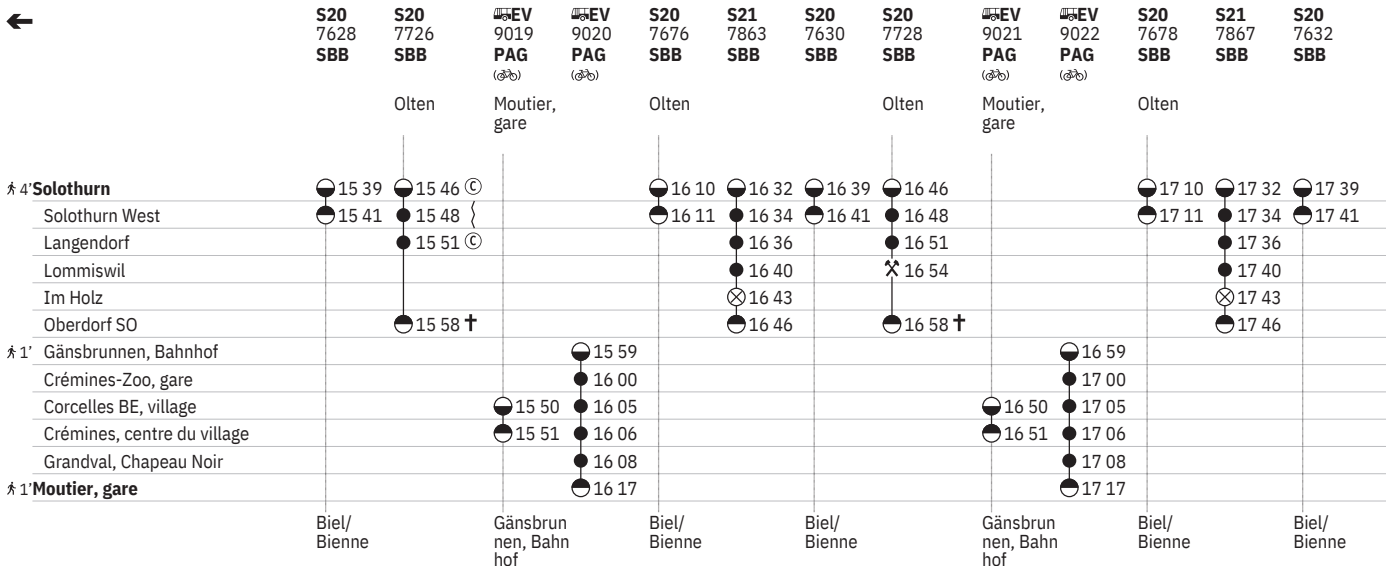 S20 S20 EV EV S20 S21 S20 S20 EV EV S20 S21 S20
7628 7726 9019 9020 7676 7863 7630 7728 9021 9022 7678 7867 7632
SBB SBB PAG PAG SBB SBB SBB SBB PAG PAG SBB SBB SBB
Olten Moutier, Olten Olten Moutier, Olten
gare gare
4' Solothurn 15 39 15 46 C 16 10 16 32 16 39 16 46 17 10 17 32 17 39
Solothurn West 15 41 15 48 16 11 16 34 16 41 16 48 17 11 17 34 17 41
Langendorf 15 51 C 16 36 16 51 17 36
Lommiswil 16 40 16 54 17 40
Im Holz 16 43 17 43
Oberdorf SO 15 58 † 16 46 16 58 † 17 46
1' Gänsbrunnen, Bahnhof 15 59 16 59
Crémines-Zoo, gare 16 00 17 00
Corcelles BE, village 15 50 16 05 16 50 17 05
Crémines, centre du village 15 51 16 06 16 51 17 06
Grandval, Chapeau Noir 16 08 17 08
1' Moutier, gare 16 17 17 17
Biel/ Gänsbrun Biel/ Biel/ Gänsbrun Biel/ Biel/
Bienne nen, Bahn Bienne Bienne nen, Bahn Bienne Bienne
hof hof